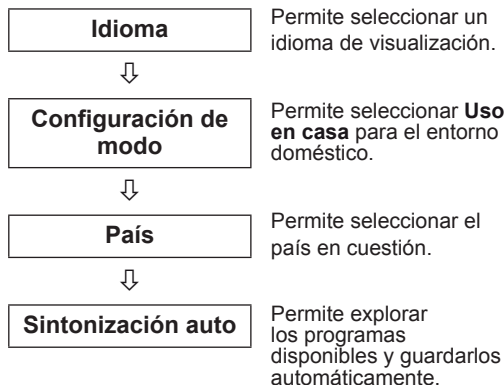 Idioma
Permite seleccionar un
idioma de visualización.
Configuración de
modo
Permite seleccionar Uso
en casa para el entorno
doméstico.
País
Permite seleccionar el
país en cuestión.
Sintonización auto
Permite explorar
los programas
disponibles y guardarlos
automáticamente.